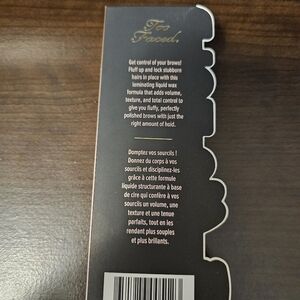 Too
Faced.
Get control of your brows!
Fluff up and lock stubborn
hairs in place with this
laminating liquid wax
formula that adds volume,
texture, and total control to
give you fluffy, perfectly
polished brows with just the
right amount of hold.
Domptez vos sourcils !
Donnez du corps à vos
sourcils et disciplinez-les
grâce à cette formule
liquide structurante à base
de cire qui confère à vos
sourcils un volume, une
texture et une tenue
parfaits, tout en les
rendant plus souples
et plus brillants.